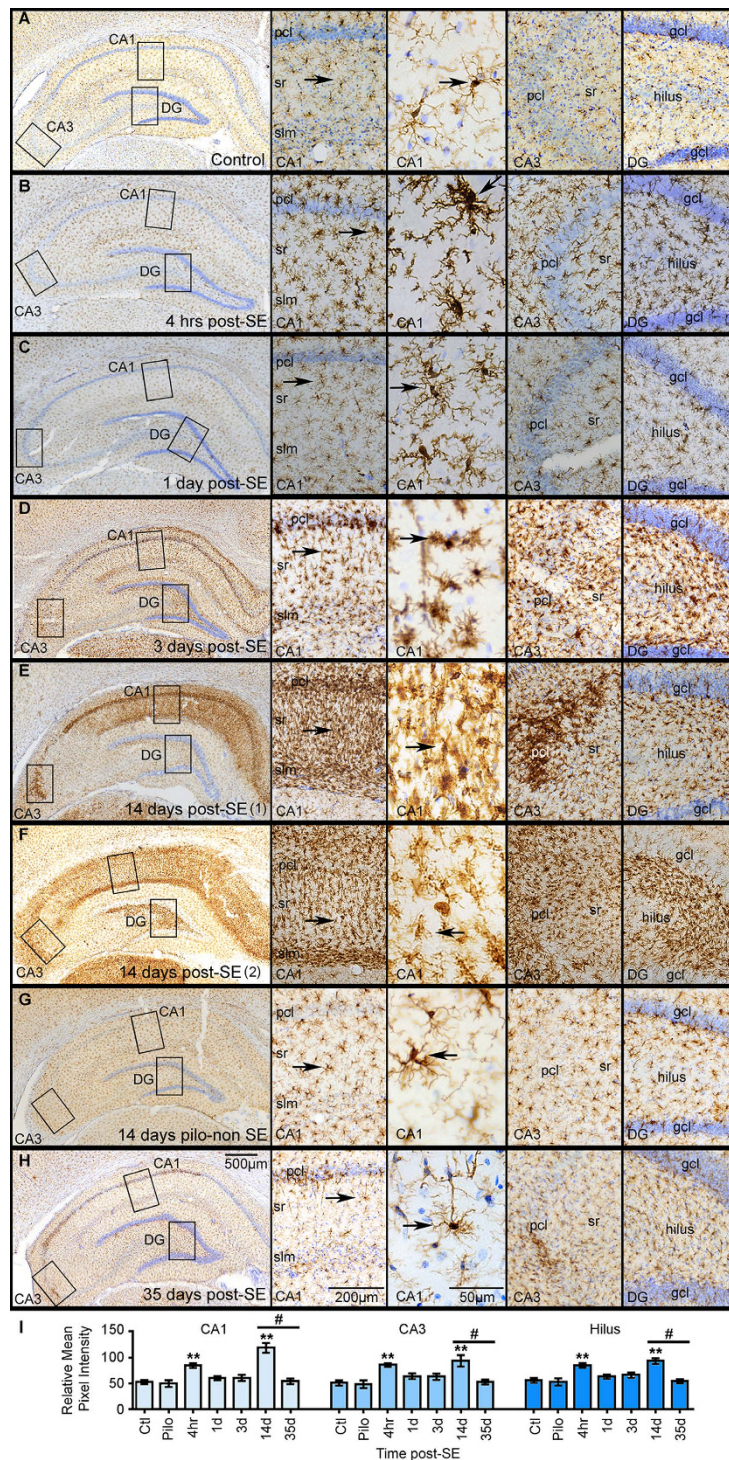 A
CA1
DG
CA3
Control
pcl
sr
slm
CA1
CA1
pcl
sr
CA3
gcl
hilus
gcl
DG
B
CA1
DG
CA3
4 hrs post-SE
pcl
sr
slm
CA1
CA1
pcl
sr
CA3
gcl
hilus
gcl
DG
C
CA1
DG
CA3
1 day post-SE
pcl
sr
slm
CA1
CA1
pcl
sr
CA3
gcl
hilus
gcl
DG
D
CA1
DG
CA3
3 days post-SE
pcl
sr
slm
CA1
CA1
pcl
sr
CA3
gcl
hilus
gcl
DG
E
CA1
DG
CA3
14 days post-SE (1)
pcl
sr
slm
CA1
CA1
pcl
sr
CA3
gcl
hilus
DG gcl
F
CA1
DG
CA3
14 days post-SE (2)
pcl
sr
slm
CA1
CA1
pcl
sr
CA3
gcl
hilus
DG gcl
G
CA1
DG
CA3
14 days pilo-non SE
pcl
sr
slm
CA1
CA1
pcl
sr
CA3
gcl
hilus
gcl
DG
H
CA1
500µm
DG
CA3
35 days post-SE
pcl
sr
slm
200µm
CA1
50µm
CA1
pcl
sr
CA3
gcl
hilus
gcl
DG
I
CA1 CA3 Hilus
Relative Mean
Pixel Intensity
150
100
50
0
** ** #
** ** #
** ** #
Ctl Pilo 4hr 1d 3d 14d 35d
Ctl Pilo 4hr 1d 3d 14d 35d
Ctl Pilo 4hr 1d 3d 14d 35d
Time post-SE